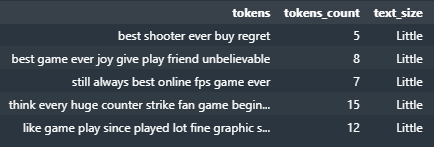 tokens tokens_count text_size
best shooter ever buy regret 5 Little
best game ever joy give play friend unbelievable 8 Little
still always best online fps game ever 7 Little
think every huge counter strike fan game begin... 15 Little
like game play since played lot fine graphic s... 12 Little